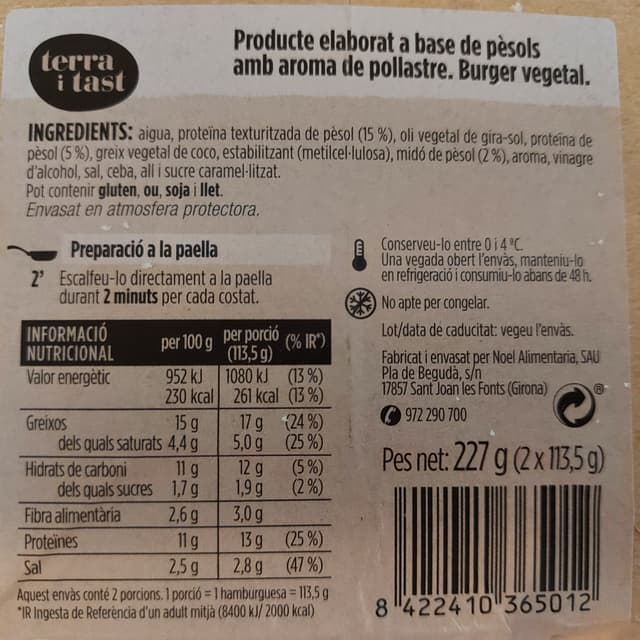 terra
i tast
Producte elaborat a base de pèsols
amb aroma de pollastre. Burger vegetal.
INGREDIENTS: aigua, proteïna texturitzada de pèsol (15 %), oli vegetal de gira-sol, proteïna de
pèsol (5 %), greix vegetal de coco, estabilitzant (metilcel·lulosa), midó de pèsol (2 %), aroma, vinagre
d'alcohol, sal, ceba, all i sucre caramel·litzat.
Pot contenir gluten, ou, soja i llet.
Envasat en atmosfera protectora.
Preparació a la paella
2' Escalfeu-lo directament a la paella
durant 2 minuts per cada costat.
INFORMACIÓ NUTRICIONAL per 100 g per porció (113,5 g) (% IR*)
Valor energètic 952 kJ 1080 kJ (13 %)
230 kcal 261 kcal (13 %)
Greixos 15 g 17 g (24 %)
dels quals saturats 4,4 g 5,0 g (25 %)
Hidrats de carboni 11 g 12 g (5 %)
dels quals sucres 1,7 g 1,9 g (2 %)
Fibra alimentària 2,6 g 3,0 g
Proteïnes 11 g 13 g (25 %)
Sal 2,5 g 2,8 g (47 %)
Aquest envàs conté 2 porcions. 1 porció = 1 hamburguesa = 113,5 g
*IR Ingesta de Referència d'un adult mitjà (8400 kJ/ 2000 kcal)
Conserveu-lo entre 0 i 4 ºC.
Una vegada obert l'envàs, manteniu-lo
en refrigeració i consumiu-lo abans de 48 h.
No apte per congelar.
Lot/data de caducitat: vegeu l'envàs.
Fabricat i envasat per Noel Alimentaria, SAU
Pla de Begudà, s/n
17857 Sant Joan les Fonts (Girona)
®
972 290 700
Pes net: 227 g (2 x 113,5 g)
8 422410 365012